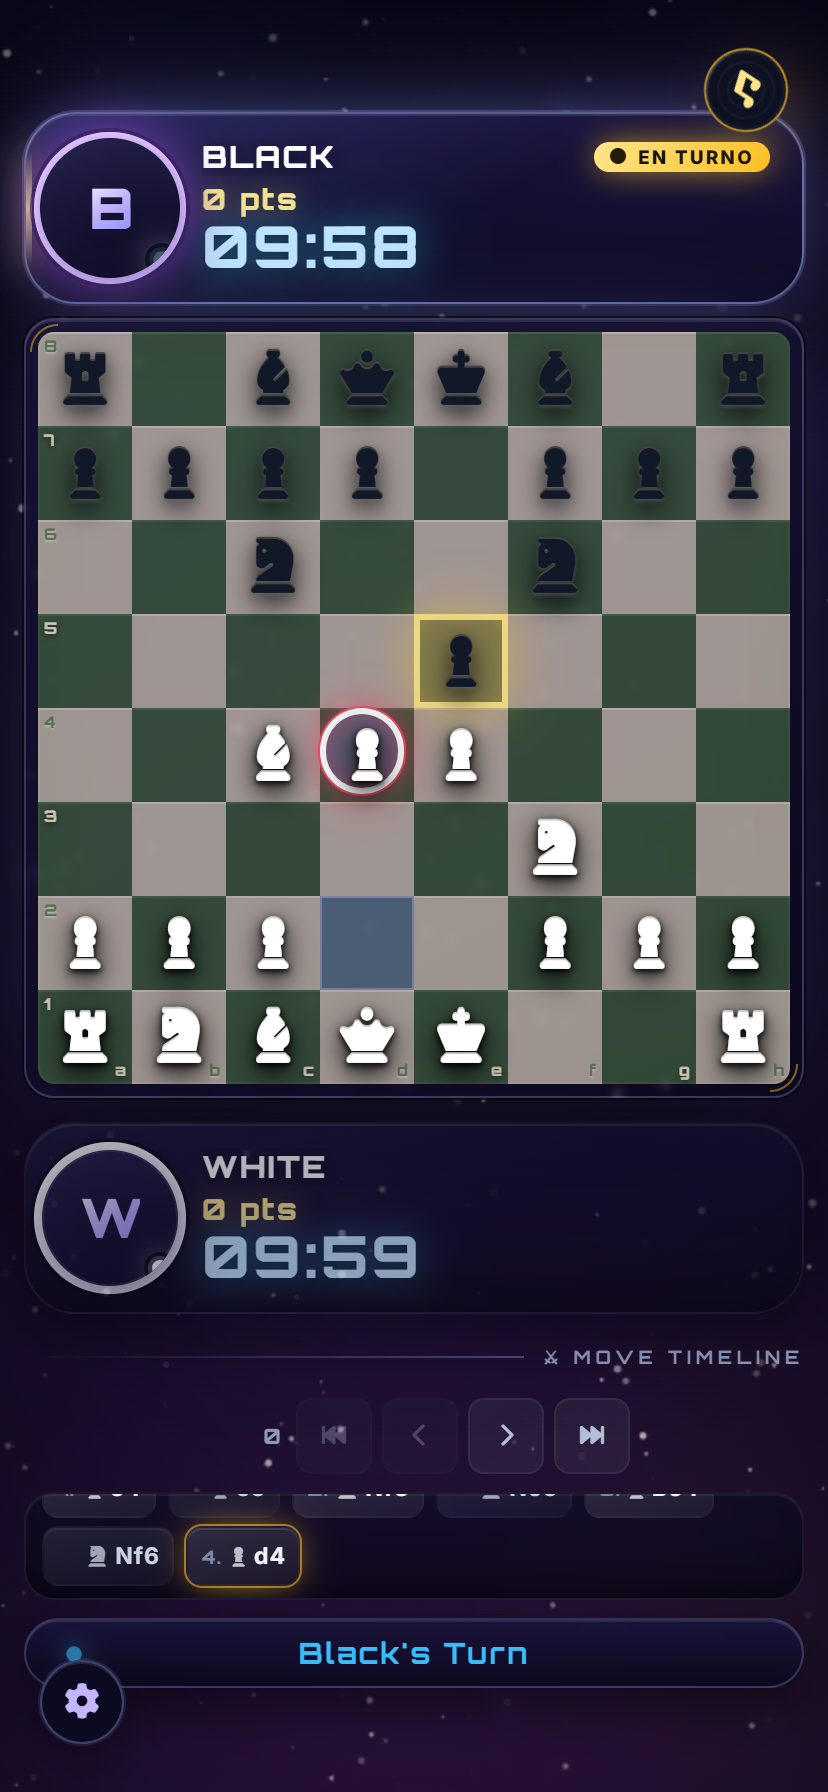 BLACK
EN TURNO
0 pts
B
09:58
8
7
6
5
4
3
2
1
a b c d e f g h
WHITE
0 pts
W
09:59
MOVE TIMELINE
0
Nf6 4. d4
Black's Turn